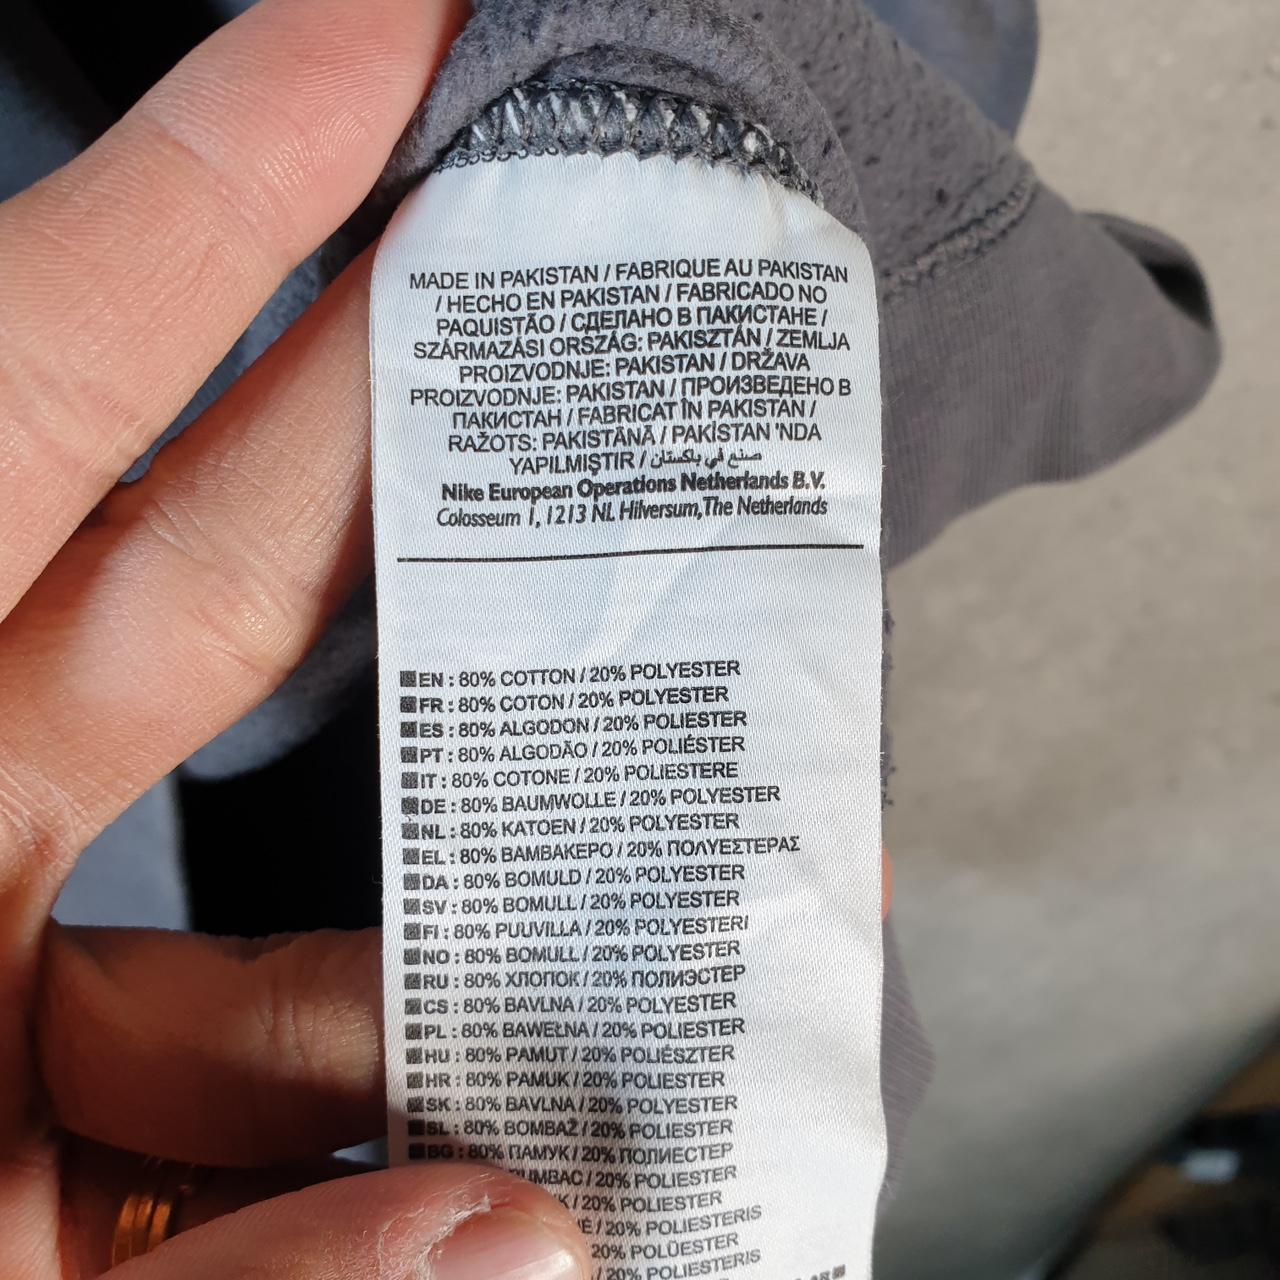 MADE IN PAKISTAN / FABRIQUE AU PAKISTAN
/ HECHO EN PAKISTAN / FABRICADO NO
PAQUISTÃO / СДЕЛАНО В ПАКИСТАНЕ /
SZÁRMAZÁSI ORSZÁG: PAKISZTÁN / ZEMLJA
PROIZVODNJE: PAKISTAN / DRŽAVA
PROIZVODNJE: PAKISTAN / ПРОИЗВЕДЕНО В
ПАКИСТАН / FABRICAT ÎN PAKISTAN /
RAŽOTS: PAKISTĀNĀ / PAKİSTAN 'NDA
YAPILMIŞTIR / صنع في باكستان
Nike European Operations Netherlands B.V.
Colosseum 1, 1213 NL Hilversum, The Netherlands
EN : 80% COTTON / 20% POLYESTER
FR : 80% COTON / 20% POLYESTER
ES : 80% ALGODON / 20% POLIESTER
PT : 80% ALGODÃO / 20% POLIÉSTER
IT : 80% COTONE / 20% POLIESTERE
DE : 80% BAUMWOLLE / 20% POLYESTER
NL : 80% KATOEN / 20% POLYESTER
EL : 80% ΒΑΜΒΑΚΕΡΟ / 20% ΠΟΛΥΕΣΤΕΡΑΣ
DA : 80% BOMULD / 20% POLYESTER
SV : 80% BOMULL / 20% POLYESTER
FI : 80% PUUVILLA / 20% POLYESTERI
NO : 80% BOMULL / 20% POLYESTER
RU : 80% ХЛОПОК / 20% ПОЛИЭСТЕР
CS : 80% BAVLNA / 20% POLYESTER
PL : 80% BAWEŁNA / 20% POLIESTER
HU : 80% PAMUT / 20% POLIÉSZTER
HR : 80% PAMUK / 20% POLIESTER
SK : 80% BAVLNA / 20% POLYESTER
SL : 80% BOMBAŽ / 20% POLIESTER
BG : 80% ПАМУК / 20% ПОЛИЕСТЕР
UMBAC / 20% POLIESTER
K / 20% POLIESTER
Ė / 20% POLIESTERIS
20% POLÜESTER
/ 20% POLIESTERIS